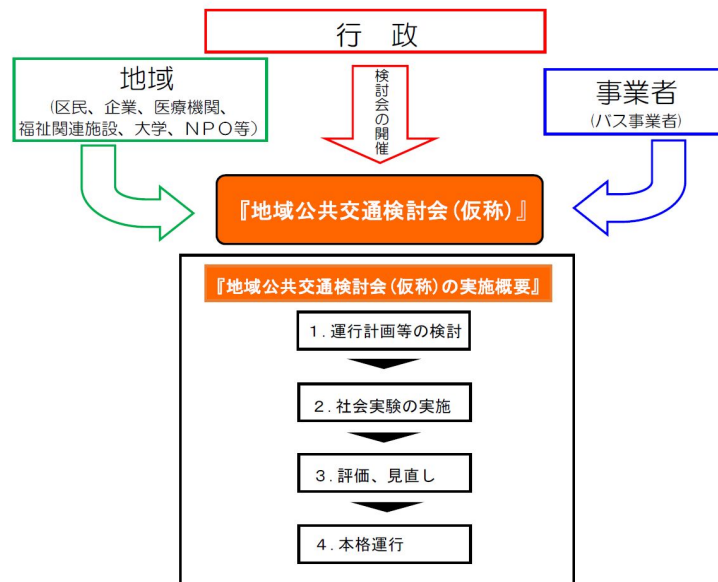 行 政
地域
(区民、企業、医療機関、
福祉関連施設、大学、NPO等)
検討会の開催
事業者
(バス事業者)
『地域公共交通検討会(仮称)』
『地域公共交通検討会(仮称)の実施概要』
1.運行計画等の検討
2.社会実験の実施
3.評価、見直し
4.本格運行